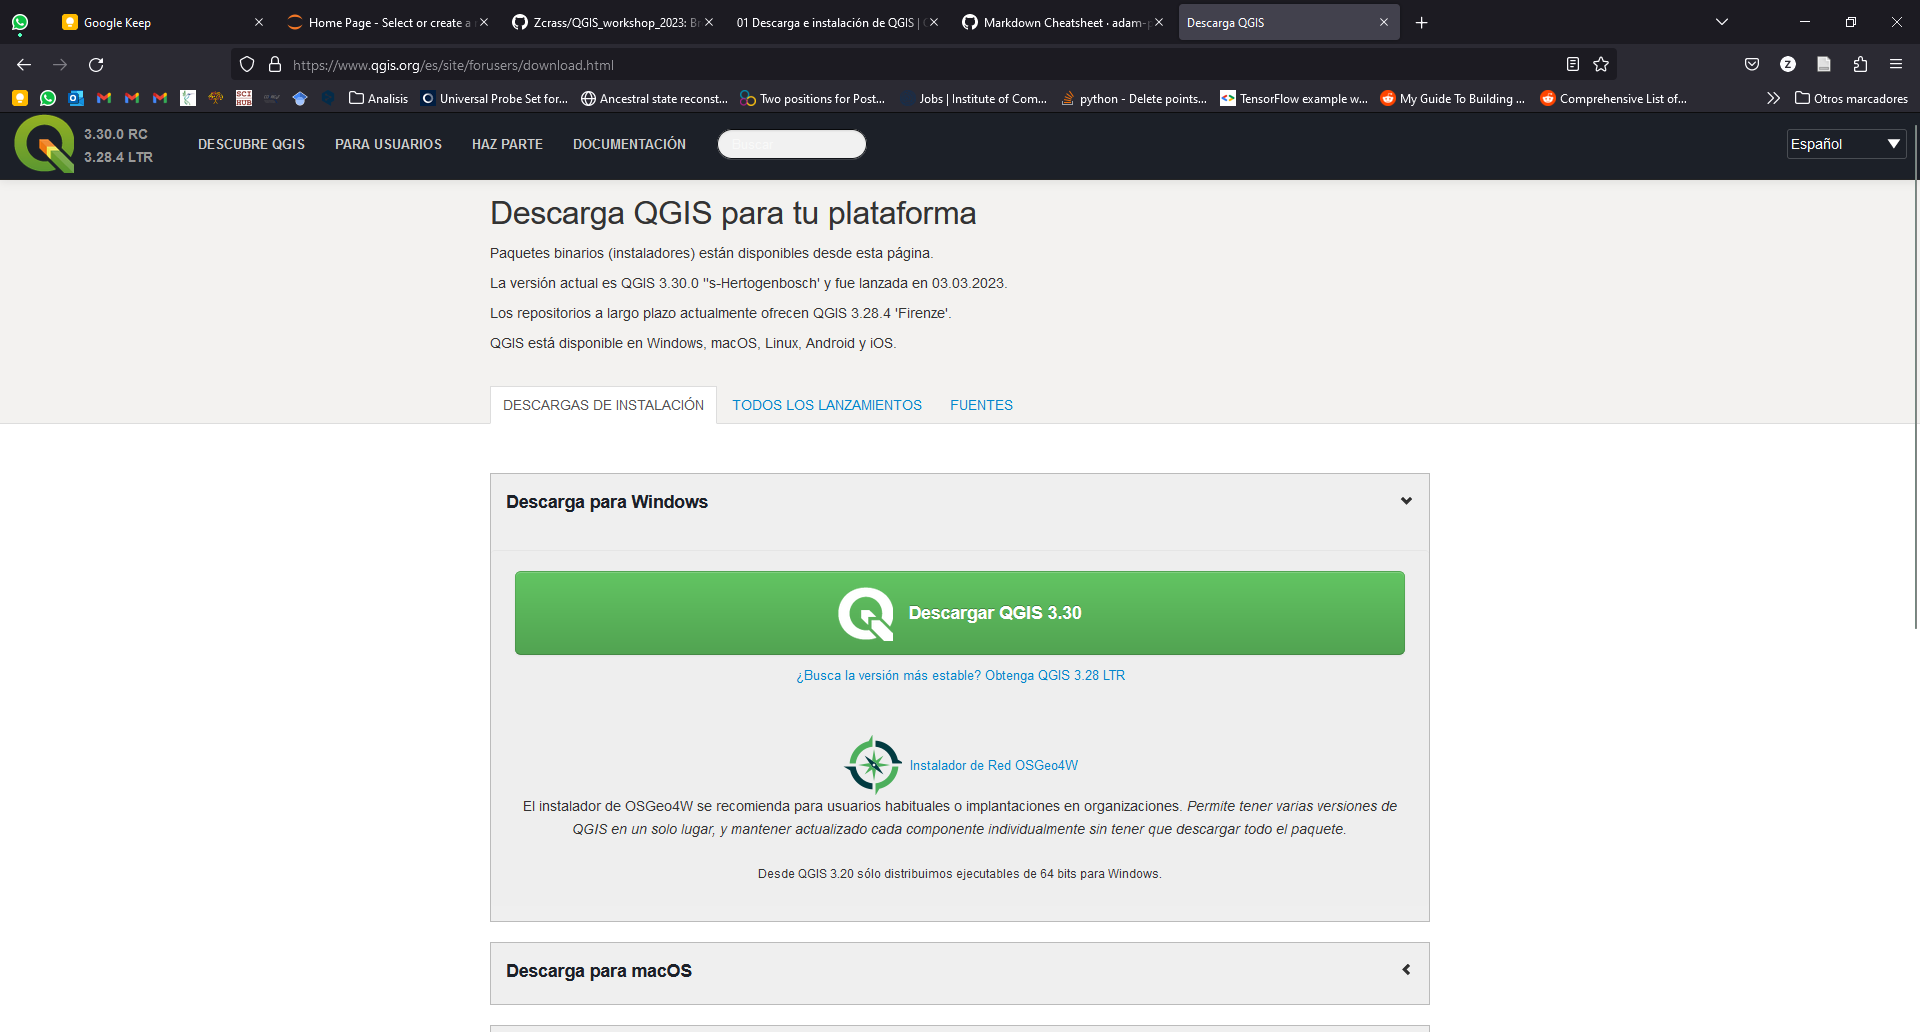 Google Keep
Home Page - Select or create a
Zcrass/QGIS_workshop_2023: B
01 Descarga e instalación de QGIS |
Markdown Cheatsheet · adam-p
Descarga QGIS
https://www.qgis.org/es/site/forusers/download.html
Z
SCI
HUB
Analisis
Universal Probe Set for...
Ancestral state reconst...
Two positions for Post...
Jobs | Institute of Com...
python - Delete points...
TensorFlow example w...
My Guide To Building ...
Comprehensive List of...
Otros marcadores
3.30.0 RC
3.28.4 LTR
DESCUBRE QGIS
PARA USUARIOS
HAZ PARTE
DOCUMENTACIÓN
Español
Descarga QGIS para tu plataforma
Paquetes binarios (instaladores) están disponibles desde esta página.
La versión actual es QGIS 3.30.0 ''s-Hertogenbosch' y fue lanzada en 03.03.2023.
Los repositorios a largo plazo actualmente ofrecen QGIS 3.28.4 'Firenze'.
QGIS está disponible en Windows, macOS, Linux, Android y iOS.
DESCARGAS DE INSTALACIÓN
TODOS LOS LANZAMIENTOS
FUENTES
Descarga para Windows
Descargar QGIS 3.30
¿Busca la versión más estable? Obtenga QGIS 3.28 LTR
Instalador de Red OSGeo4W
El instalador de OSGeo4W se recomienda para usuarios habituales o implantaciones en organizaciones. Permite tener varias versiones de
QGIS en un solo lugar, y mantener actualizado cada componente individualmente sin tener que descargar todo el paquete.
Desde QGIS 3.20 sólo distribuimos ejecutables de 64 bits para Windows.
Descarga para macOS